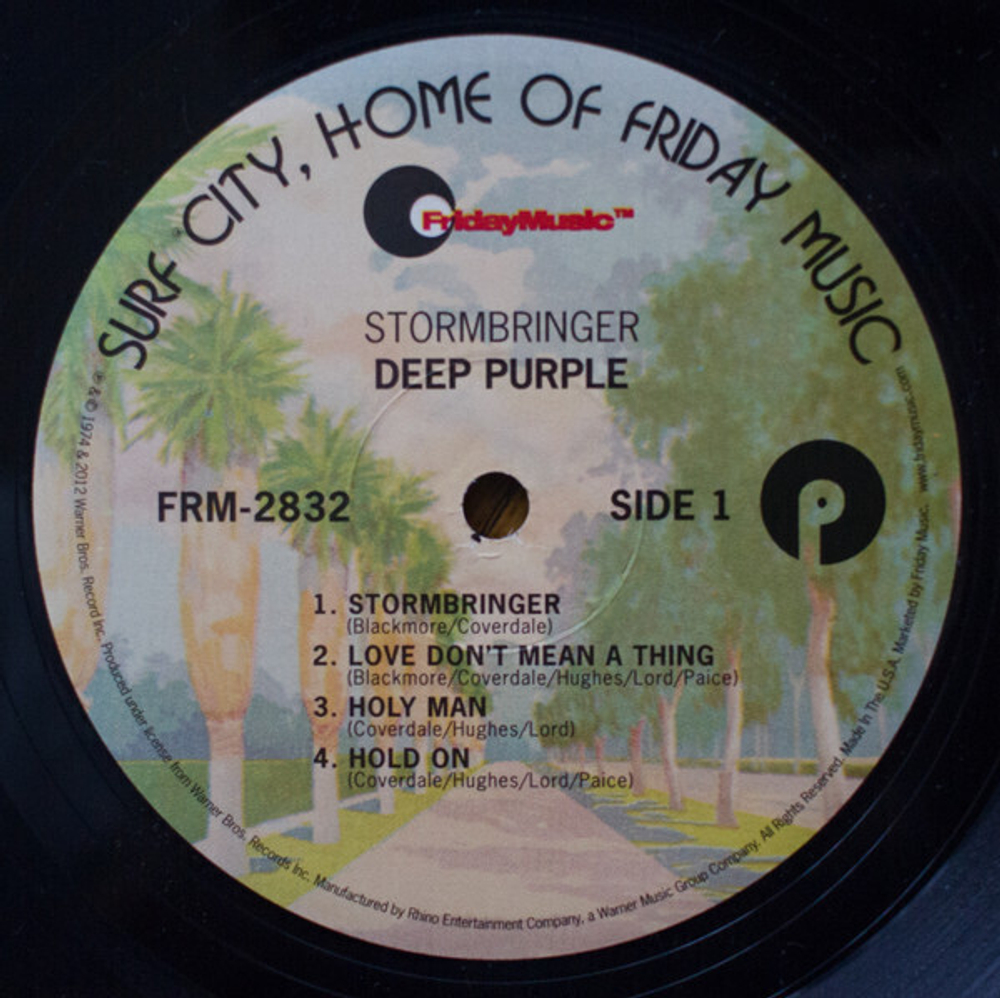 SURF CITY, HOME OF FRIDAY MUSIC
FridayMusic™
STORMBRINGER
DEEP PURPLE
FRM-2832
SIDE 1
1. STORMBRINGER
(Blackmore/Coverdale)
2. LOVE DON'T MEAN A THING
(Blackmore/Coverdale/Hughes/Lord/Paice)
3. HOLY MAN
(Coverdale/Hughes/Lord)
4. HOLD ON
(Coverdale/Hughes/Lord/Paice)
℗ & © 1974 & 2012 Warner Bros. Record Inc. Produced under license from Warner Bros. Records Inc. Manufactured by Rhino Entertainment Company, a Warner Music Group Company. All Rights Reserved. Made In The U.S.A. Marketed by Friday Music. www.fridaymusic.com